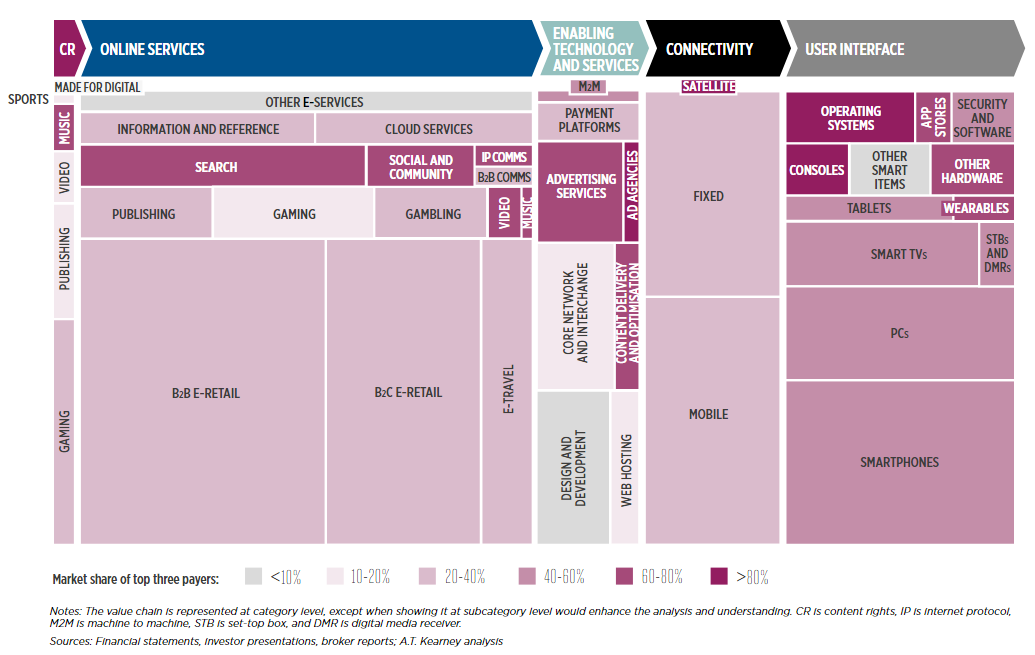 CR
ONLINE SERVICES
ENABLING
TECHNOLOGY
AND SERVICES
CONNECTIVITY
USER INTERFACE
SPORTS
MUSIC
VIDEO
PUBLISHING
GAMING
MADE FOR DIGITAL
OTHER E-SERVICES
INFORMATION AND REFERENCE
CLOUD SERVICES
SEARCH
SOCIAL AND
COMMUNITY
IP COMMS
B2B COMMS
PUBLISHING
GAMING
GAMBLING
VIDEO
MUSIC
B2B E-RETAIL
B2C E-RETAIL
E-TRAVEL
M2M
PAYMENT
PLATFORMS
ADVERTISING
SERVICES
AD AGENCIES
CORE NETWORK
AND INTERCHANGE
CONTENT DELIVERY
AND OPTIMISATION
DESIGN AND
DEVELOPMENT
WEB HOSTING
SATELLITE
FIXED
MOBILE
OPERATING
SYSTEMS
APP
STORES
SECURITY
AND
SOFTWARE
CONSOLES
OTHER
SMART
ITEMS
OTHER
HARDWARE
TABLETS
WEARABLES
SMART TVs
STBs
AND
DMRs
PCs
SMARTPHONES
Market share of top three payers:
<10%
10-20%
20-40%
40-60%
60-80%
>80%
Notes: The value chain is represented at category level, except when showing it at subcategory level would enhance the analysis and understanding. CR is content rights, IP is internet protocol,
M2M is machine to machine, STB is set-top box, and DMR is digital media receiver.
Sources: Financial statements, investor presentations, broker reports; A.T. Kearney analysis